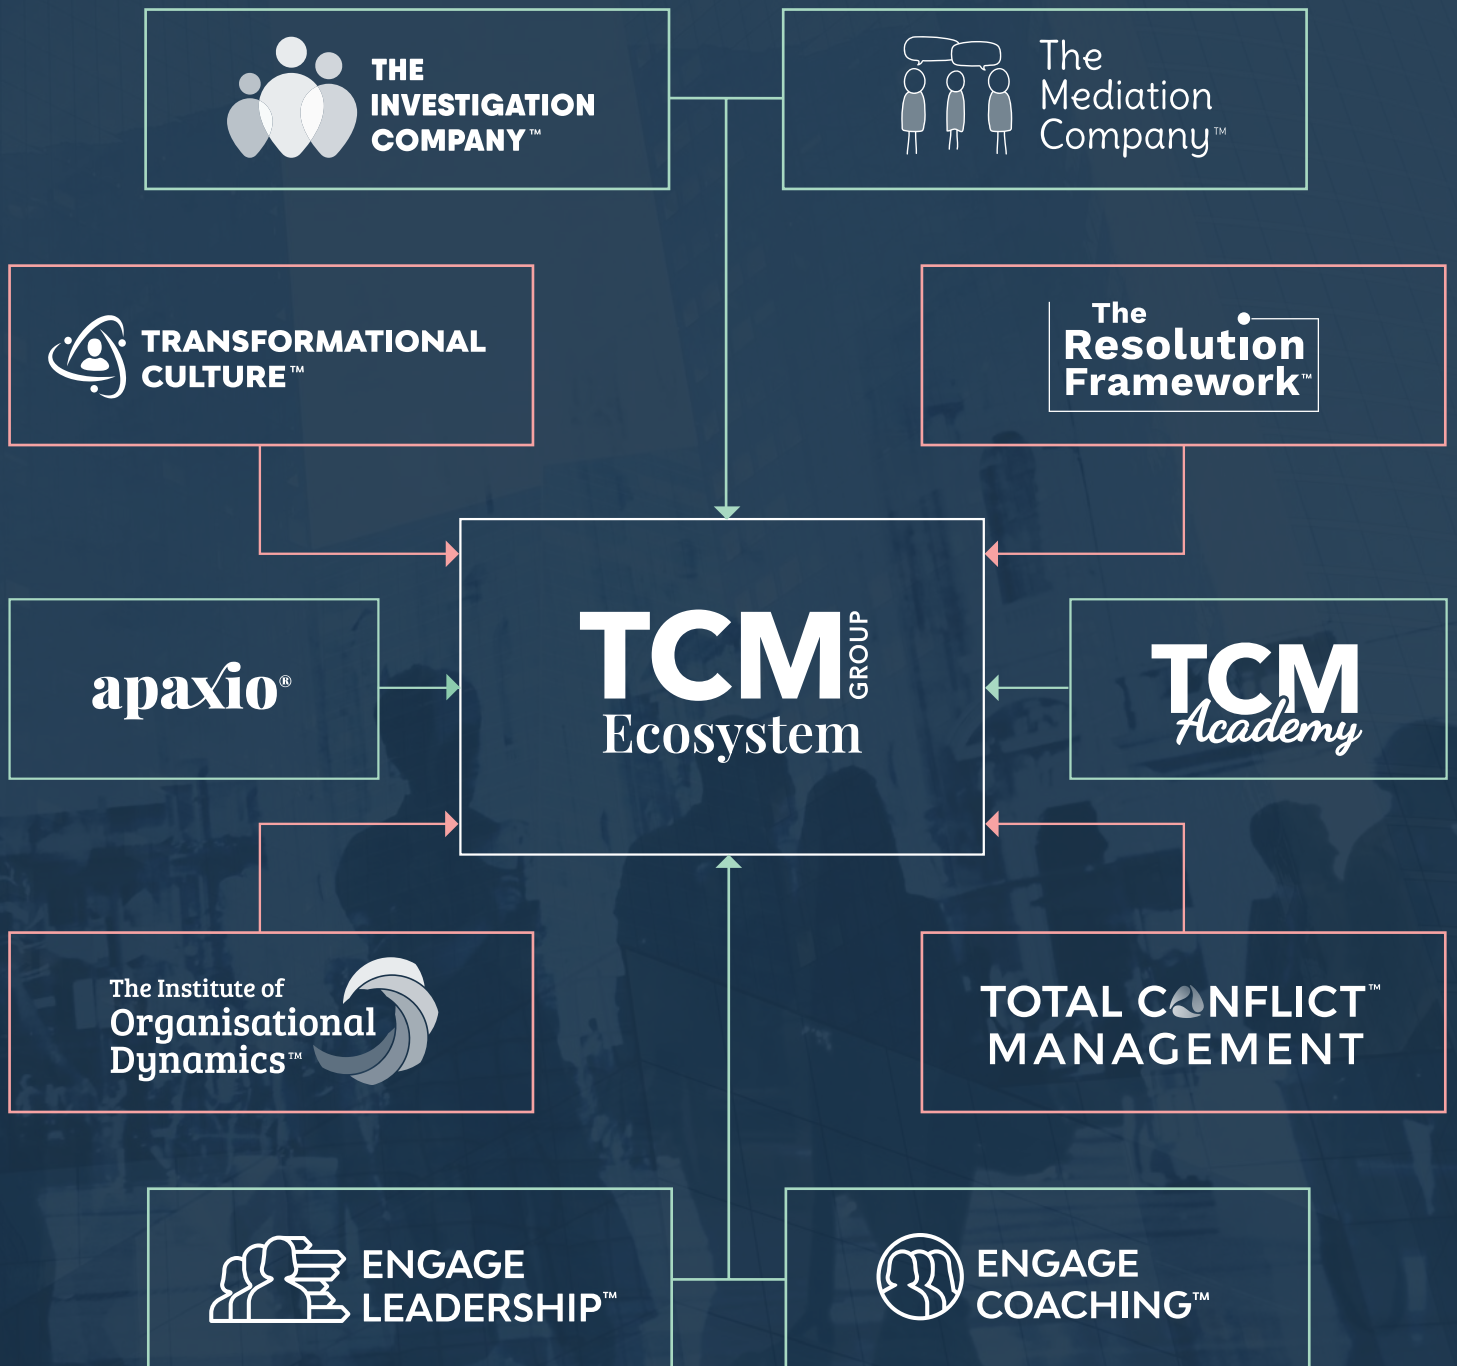 THE
INVESTIGATION
COMPANY™
The
Mediation
Company™
TRANSFORMATIONAL
CULTURE™
The
Resolution
Framework™
apaxio®
TCM GROUP
Ecosystem
TCM
Academy
The Institute of
Organisational
Dynamics™
TOTAL CONFLICT™
MANAGEMENT
ENGAGE
LEADERSHIP™
ENGAGE
COACHING™